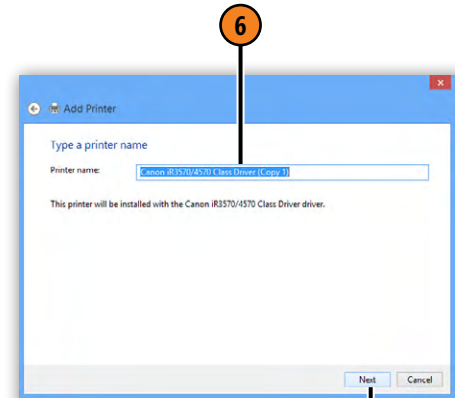 6
Add Printer
Type a printer name
Printer name: Canon iR3570/4570 Class Driver (Copy 1)
This printer will be installed with the Canon iR3570/4570 Class Driver driver.
Next Cancel